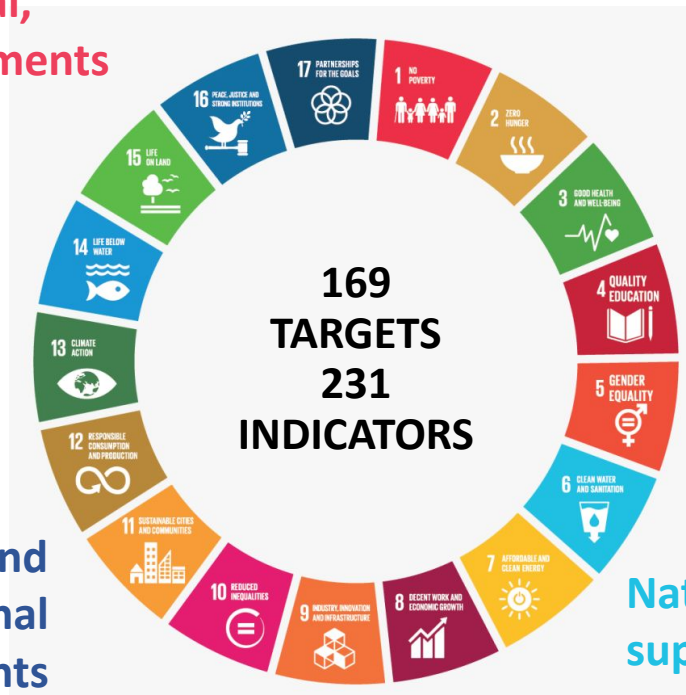 ments
17 PARTNERSHIPS
FOR THE GOALS
1 NO
POVERTY
2 ZERO
HUNGER
3 GOOD HEALTH
AND WELL-BEING
4 QUALITY
EDUCATION
5 GENDER
EQUALITY
6 CLEAN WATER
AND SANITATION
7 AFFORDABLE AND
CLEAN ENERGY
8 DECENT WORK AND
ECONOMIC GROWTH
9 INDUSTRY, INNOVATION
AND INFRASTRUCTURE
10 REDUCED
INEQUALITIES
11 SUSTAINABLE CITIES
AND COMMUNITIES
12 RESPONSIBLE
CONSUMPTION
AND PRODUCTION
13 CLIMATE
ACTION
14 LIFE BELOW
WATER
15 LIFE
ON LAND
16 PEACE, JUSTICE AND
STRONG INSTITUTIONS
169
TARGETS
231
INDICATORS
nd
nal
nts
Nat
sup